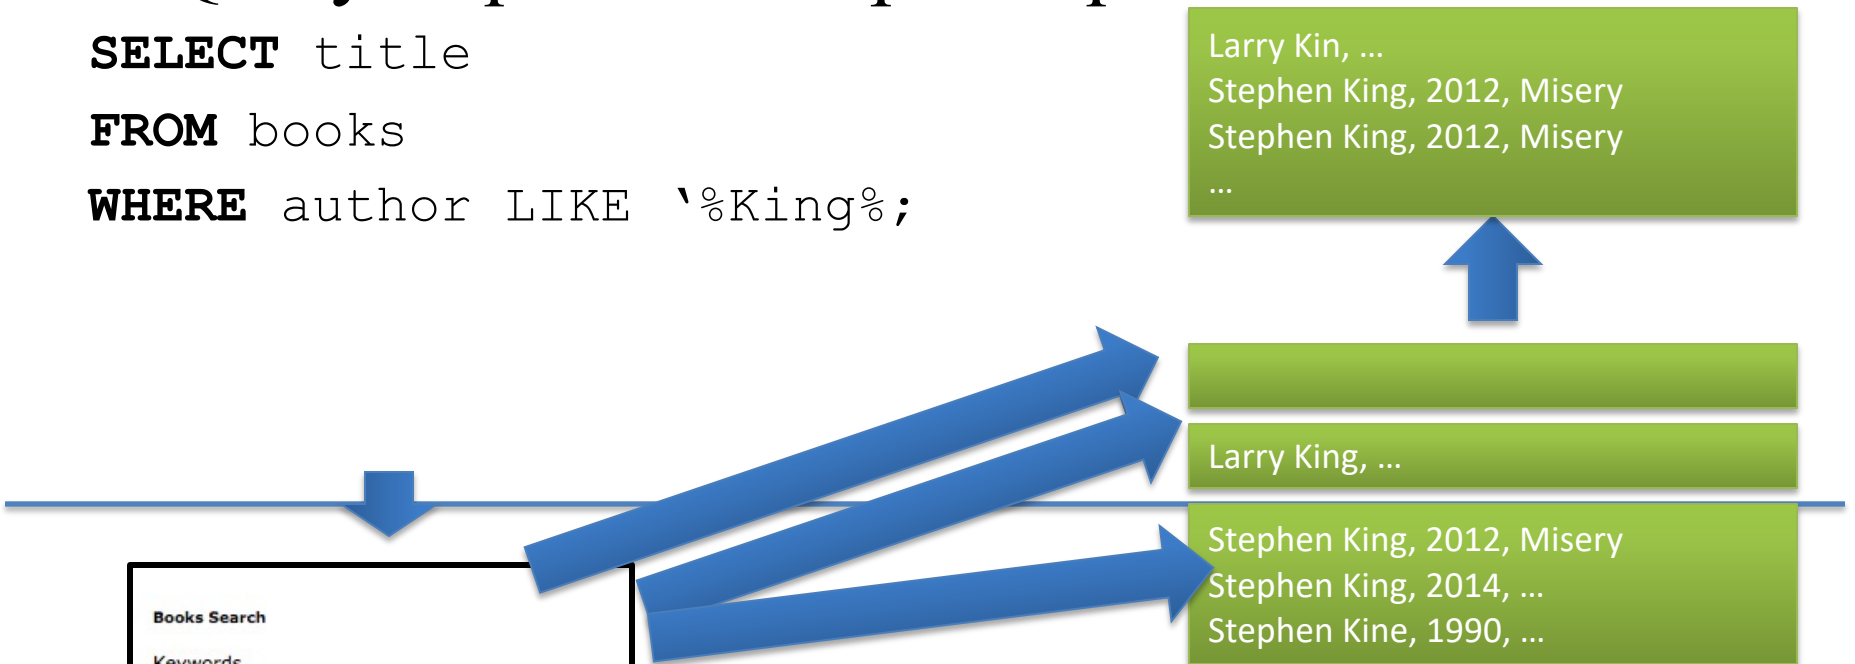 SELECT title
FROM books
WHERE author LIKE ‘%King%;
Larry Kin, …
Stephen King, 2012, Misery
Stephen King, 2012, Misery
…
Larry King, …
Stephen King, 2012, Misery
Stephen King, 2014, …
Stephen Kine, 1990, …
Books Search
Keywords